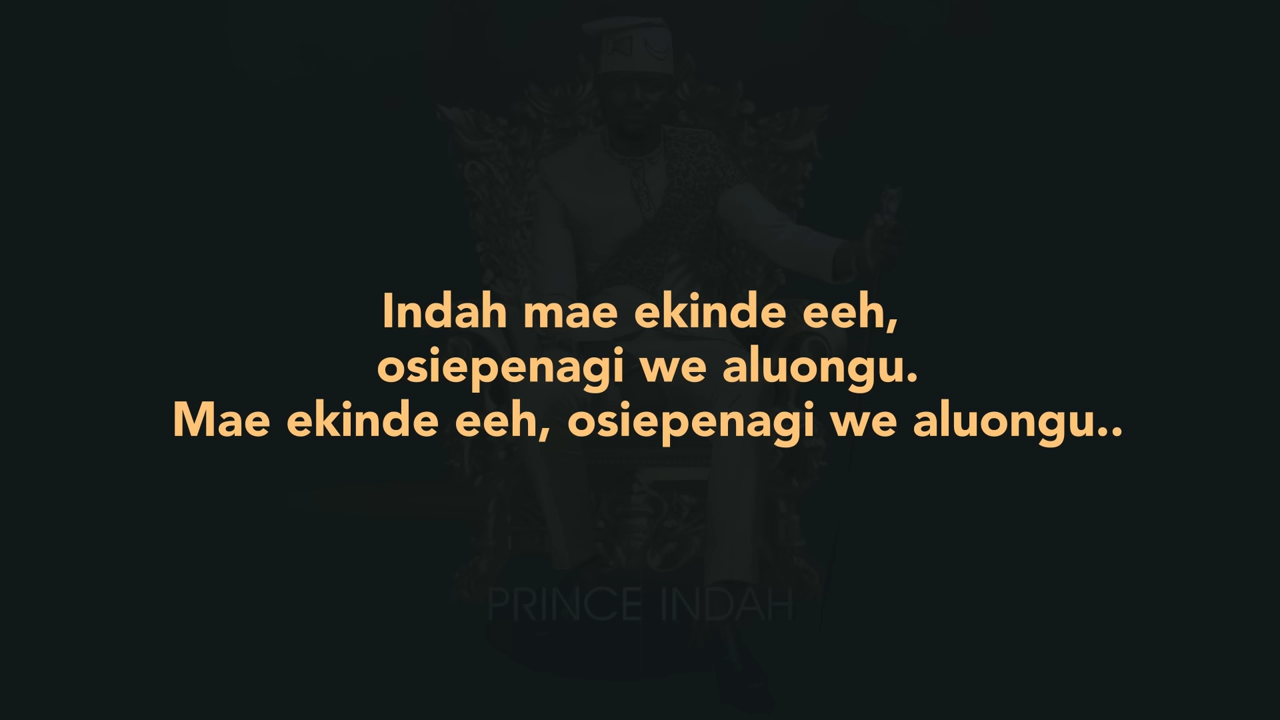 Indah mae ekinde eeh,
osiepenagi we aluongu.
Mae ekinde eeh, osiepenagi we aluongu..
PRINCE INDAH